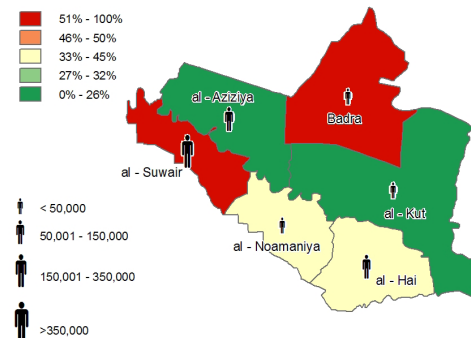 51% - 100%
46% - 50%
33% - 45%
27% - 32%
0% - 26%
al - Aziziya
Badra
al - Suwair
al - Kut
al - Noamaniya
al - Hai
< 50,000
50,001 - 150,000
150,001 - 350,000
>350,000